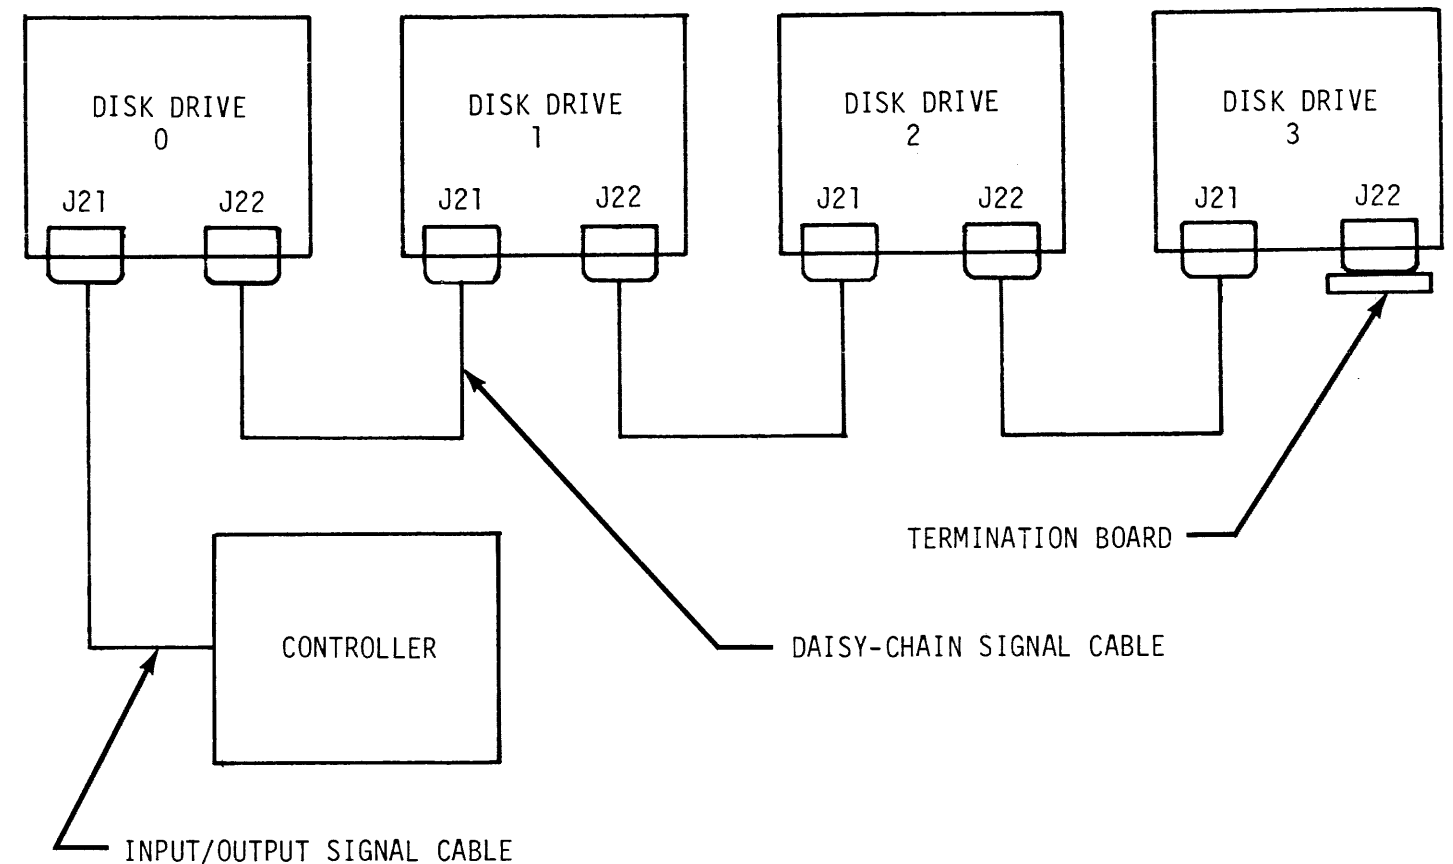 DISK DRIVE
0
DISK DRIVE
1
DISK DRIVE
2
DISK DRIVE
3
J21
J22
J21
J22
J21
J22
J21
J22
TERMINATION BOARD
CONTROLLER
DAISY-CHAIN SIGNAL CABLE
INPUT/OUTPUT SIGNAL CABLE